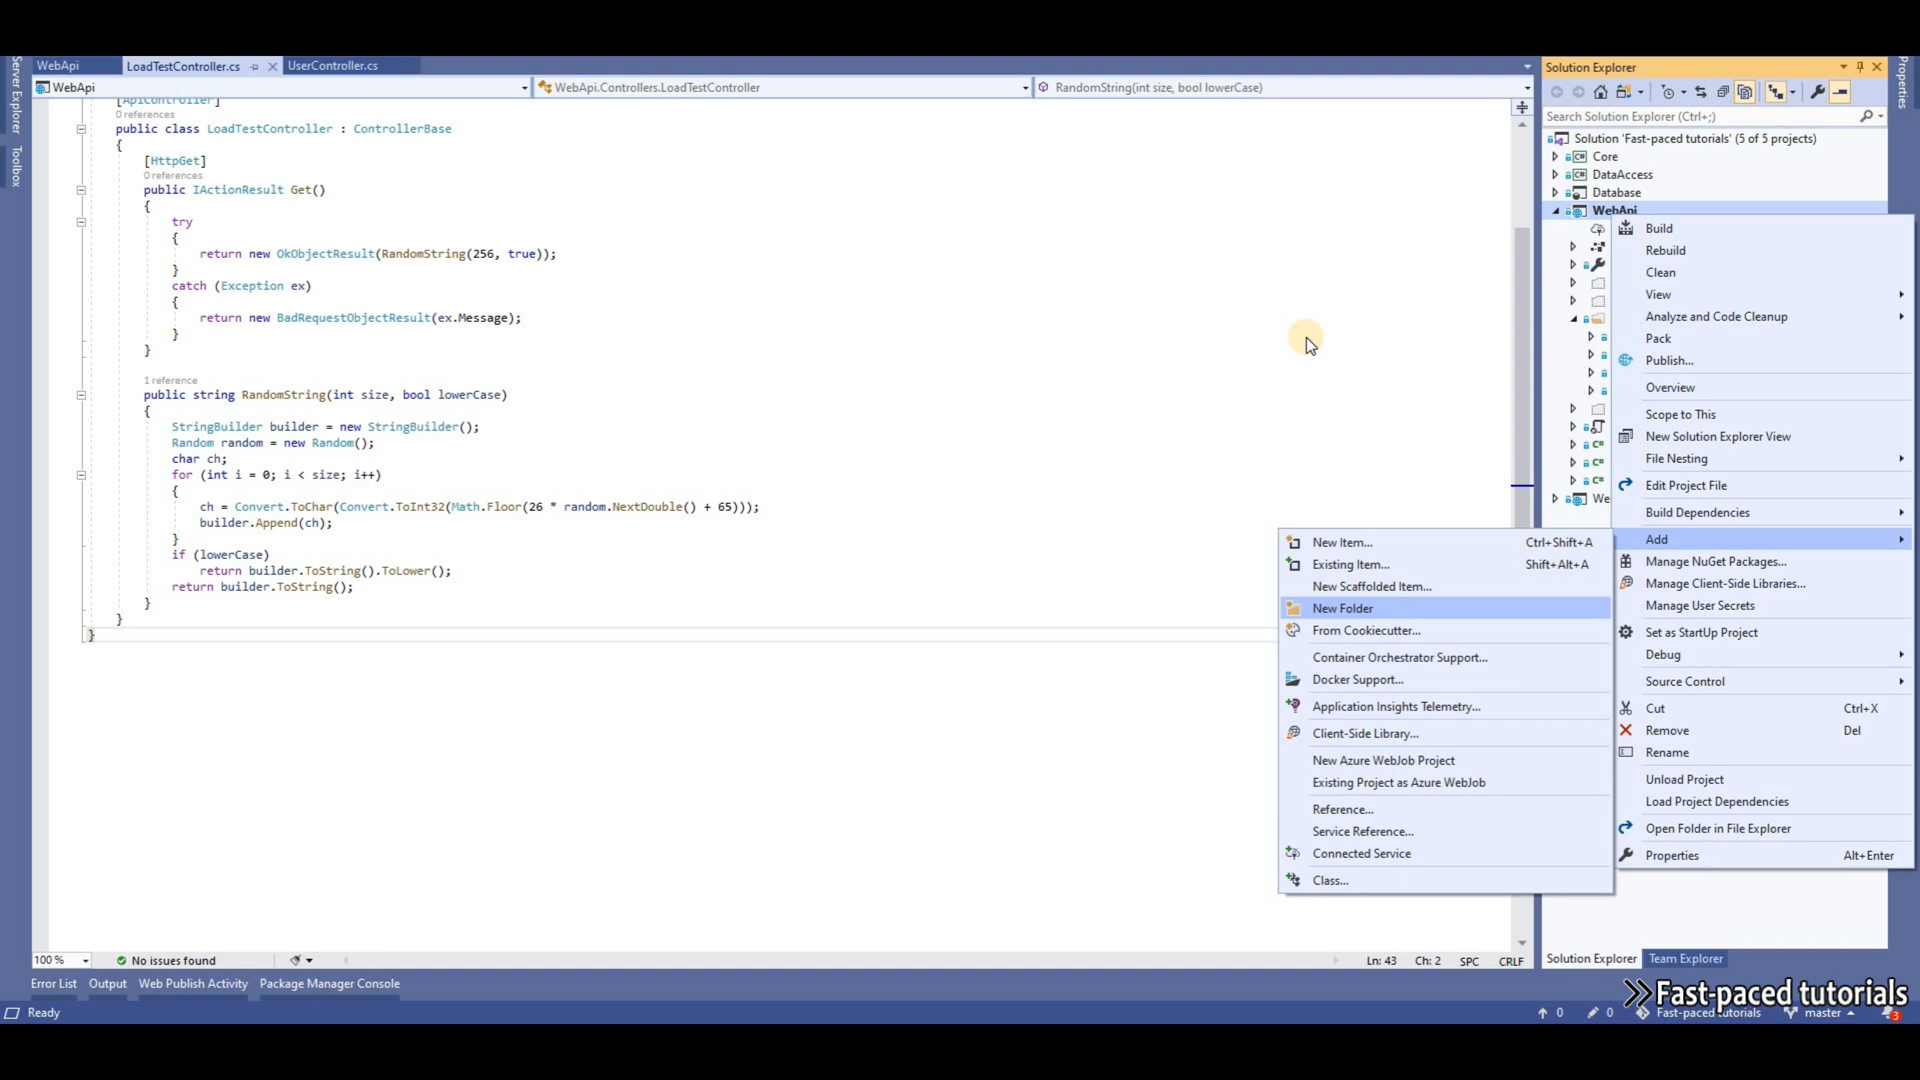 Server Explorer
Toolbox
WebApi
LoadTestController.cs
UserController.cs
WebApi
WebApi.Controllers.LoadTestController
RandomString(int size, bool lowerCase)
[ApiController]
0 references
public class LoadTestController : ControllerBase
{
[HttpGet]
0 references
public IActionResult Get()
{
try
{
return new OkObjectResult(RandomString(256, true));
}
catch (Exception ex)
{
return new BadRequestObjectResult(ex.Message);
}
}
1 reference
public string RandomString(int size, bool lowerCase)
{
StringBuilder builder = new StringBuilder();
Random random = new Random();
char ch;
for (int i = 0; i < size; i++)
{
ch = Convert.ToChar(Convert.ToInt32(Math.Floor(26 * random.NextDouble() + 65)));
builder.Append(ch);
}
if (lowerCase)
return builder.ToString().ToLower();
return builder.ToString();
}
}
}
Solution Explorer
Search Solution Explorer (Ctrl+;)
Solution 'Fast-paced tutorials' (5 of 5 projects)
C# Core
C# DataAccess
Database
WebApi
C#
C#
C#
We
Build
Rebuild
Clean
View
Analyze and Code Cleanup
Pack
Publish...
Overview
Scope to This
New Solution Explorer View
File Nesting
Edit Project File
Build Dependencies
Add
Manage NuGet Packages...
Manage Client-Side Libraries...
Manage User Secrets
Set as StartUp Project
Debug
Source Control
Cut Ctrl+X
Remove Del
Rename
Unload Project
Load Project Dependencies
Open Folder in File Explorer
Properties Alt+Enter
New Item... Ctrl+Shift+A
Existing Item... Shift+Alt+A
New Scaffolded Item...
New Folder
From Cookiecutter...
Container Orchestrator Support...
Docker Support...
Application Insights Telemetry...
Client-Side Library...
New Azure WebJob Project
Existing Project as Azure WebJob
Reference...
Service Reference...
Connected Service
Class...
Properties
100 %
No issues found
Ln: 43 Ch: 2 SPC CRLF
Solution Explorer
Team Explorer
Error List
Output
Web Publish Activity
Package Manager Console
Fast-paced tutorials
Ready
0
0
Fast-paced tutorials
master
3